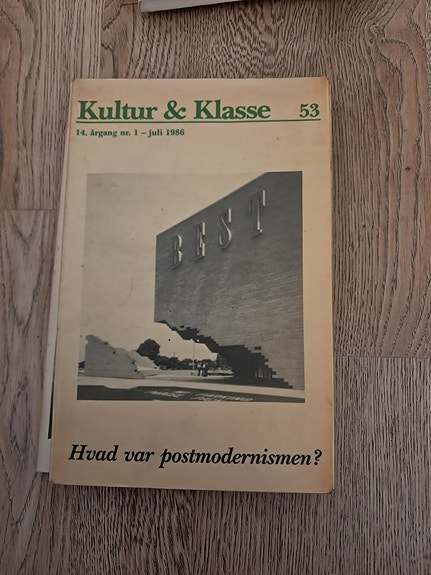 Kultur & Klasse 53
14. årgang nr. 1 – juli 1986
BEST
Hvad var postmodernismen?